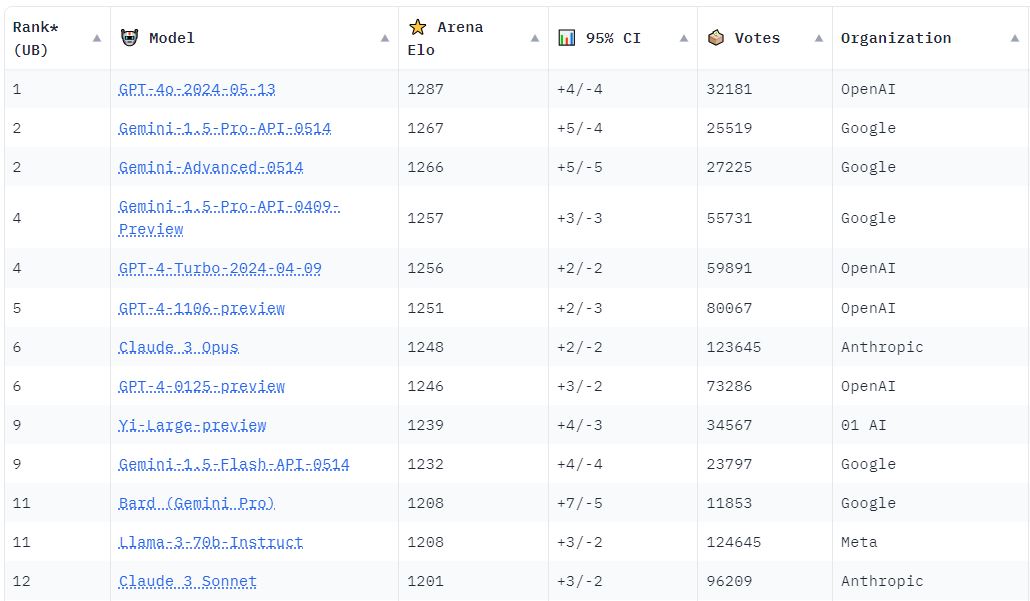 Rank* (UB) ▲ 🤖 Model ▲ ⭐ Arena Elo ▲ 📊 95% CI ▲ 🗳️ Votes ▲ Organization ▲
1 GPT-4o-2024-05-13 1287 +4/-4 32181 OpenAI
2 Gemini-1.5-Pro-API-0514 1267 +5/-4 25519 Google
2 Gemini-Advanced-0514 1266 +5/-5 27225 Google
4 Gemini-1.5-Pro-API-0409-Preview 1257 +3/-3 55731 Google
4 GPT-4-Turbo-2024-04-09 1256 +2/-2 59891 OpenAI
5 GPT-4-1106-preview 1251 +2/-3 80067 OpenAI
6 Claude 3 Opus 1248 +2/-2 123645 Anthropic
6 GPT-4-0125-preview 1246 +3/-2 73286 OpenAI
9 Yi-Large-preview 1239 +4/-3 34567 01 AI
9 Gemini-1.5-Flash-API-0514 1232 +4/-4 23797 Google
11 Bard (Gemini Pro) 1208 +7/-5 11853 Google
11 Llama-3-70b-Instruct 1208 +3/-2 124645 Meta
12 Claude 3 Sonnet 1201 +3/-2 96209 Anthropic